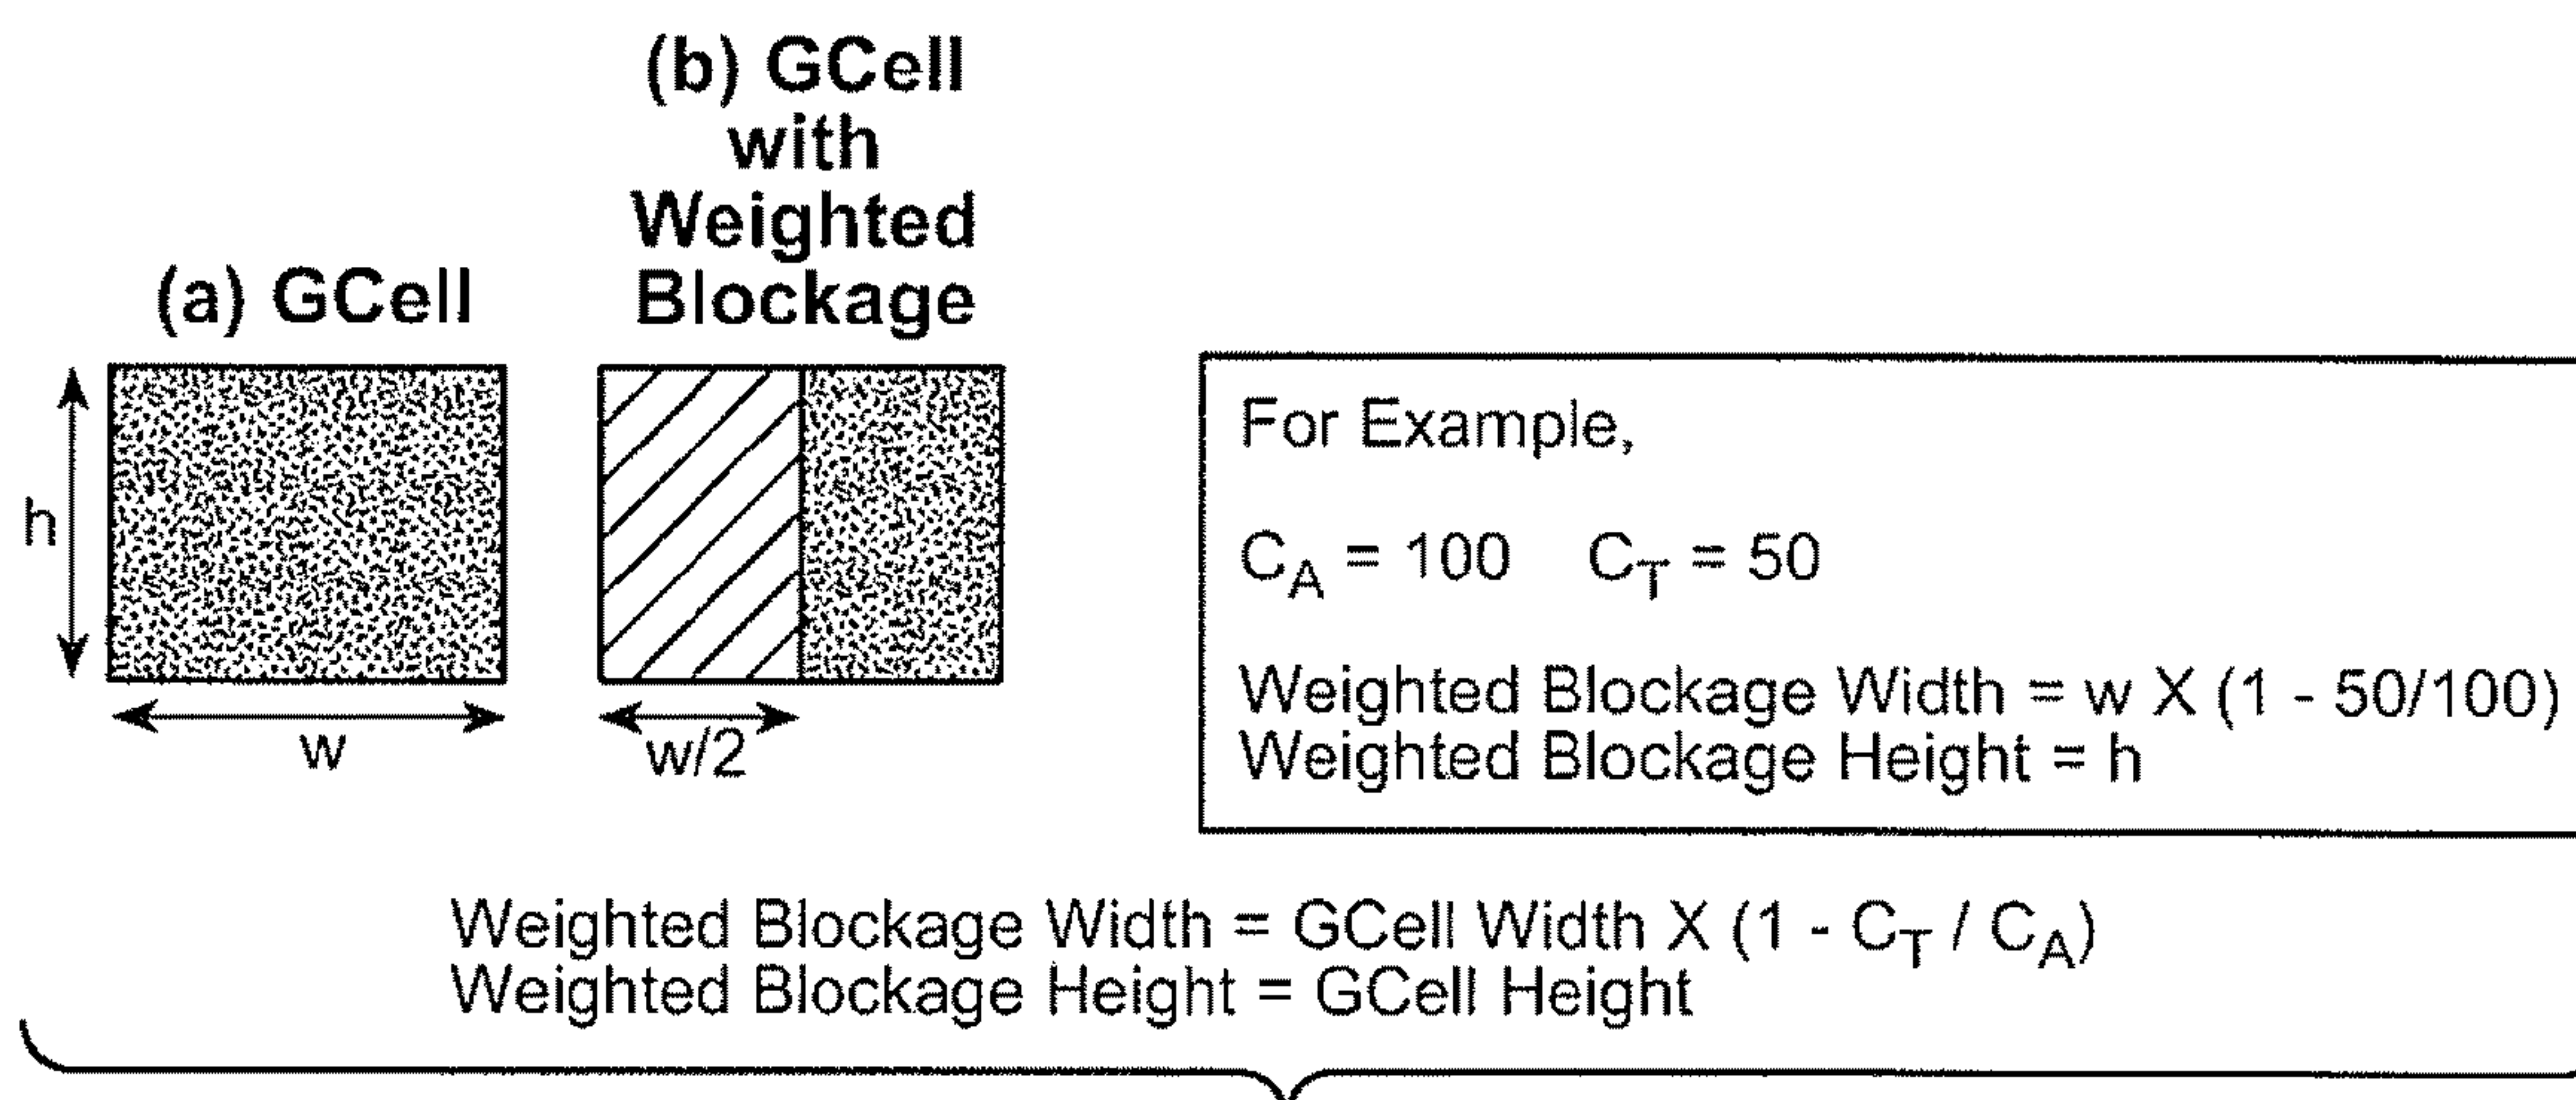 (a) GCell
(b) GCell
with
Weighted
Blockage
h
w
w/2
For Example,
C_A = 100 C_T = 50
Weighted Blockage Width = w X (1 - 50/100)
Weighted Blockage Height = h
Weighted Blockage Width = GCell Width X (1 - C_T / C_A)
Weighted Blockage Height = GCell Height